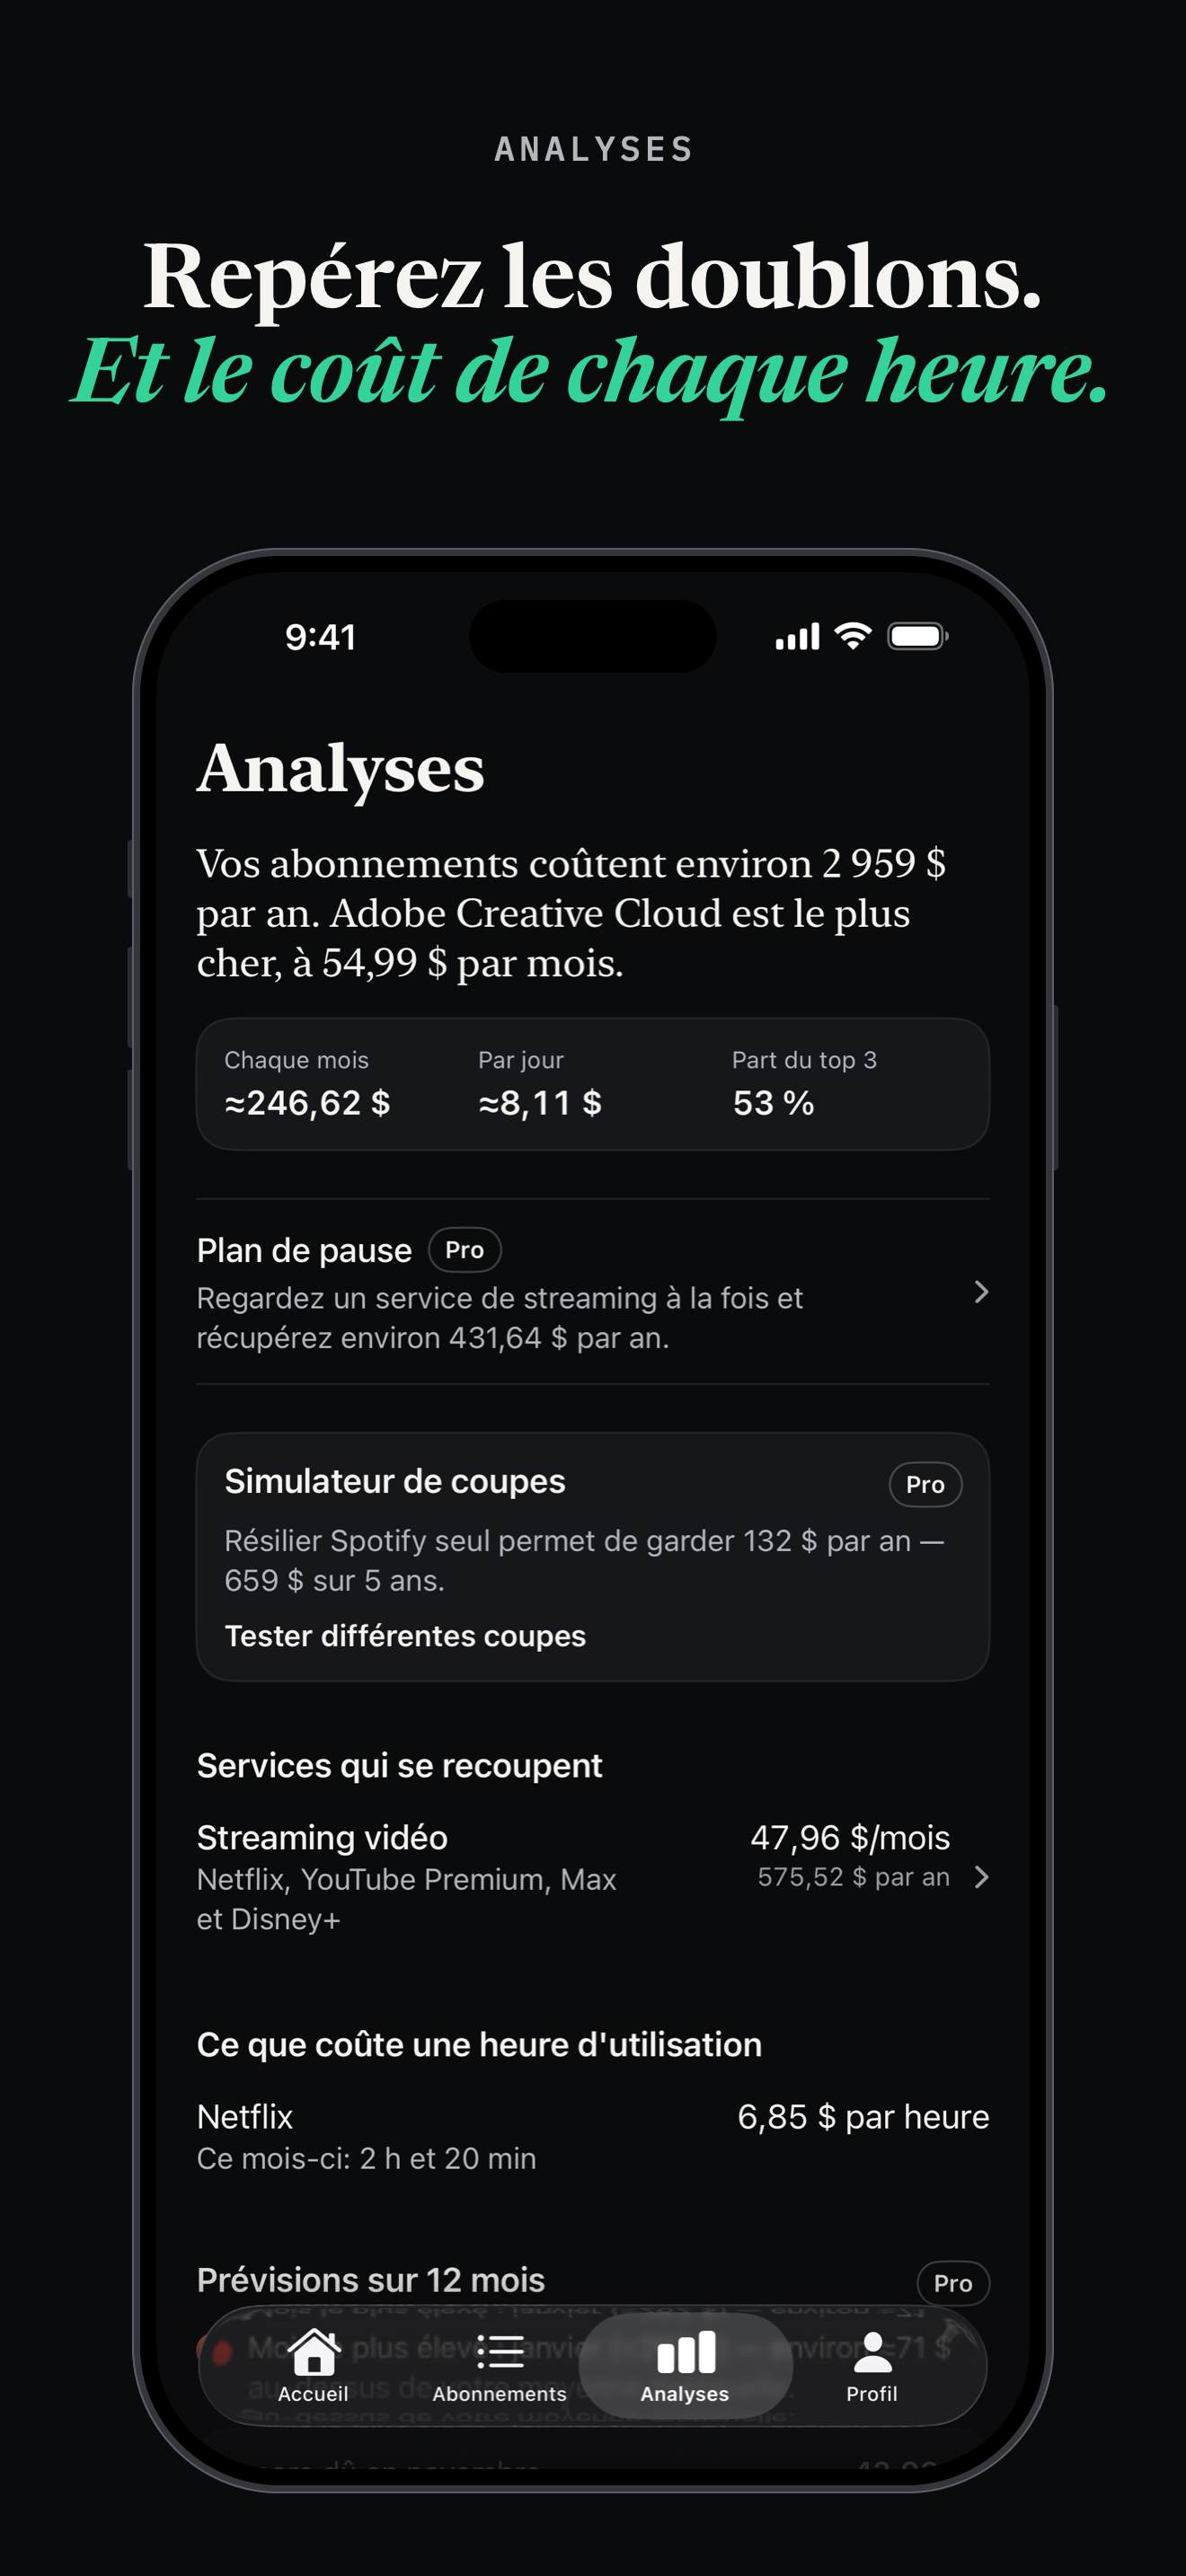 ANALYSES
Repérez les doublons.
Et le coût de chaque heure.
9:41
Analyses
Vos abonnements coûtent environ 2 959 $
par an. Adobe Creative Cloud est le plus
cher, à 54,99 $ par mois.
Chaque mois
≈246,62 $
Par jour
≈8,11 $
Part du top 3
53 %
Plan de pause
Pro
Regardez un service de streaming à la fois et
récupérez environ 431,64 $ par an.
Simulateur de coupes
Pro
Résilier Spotify seul permet de garder 132 $ par an —
659 $ sur 5 ans.
Tester différentes coupes
Services qui se recoupent
Streaming vidéo
47,96 $/mois
Netflix, YouTube Premium, Max
et Disney+
575,52 $ par an
Ce que coûte une heure d'utilisation
Netflix
6,85 $ par heure
Ce mois-ci: 2 h et 20 min
Prévisions sur 12 mois
Pro
plus élevé : janvier
environ ≈71 $
Accueil
Abonnements
Analyses
Profil